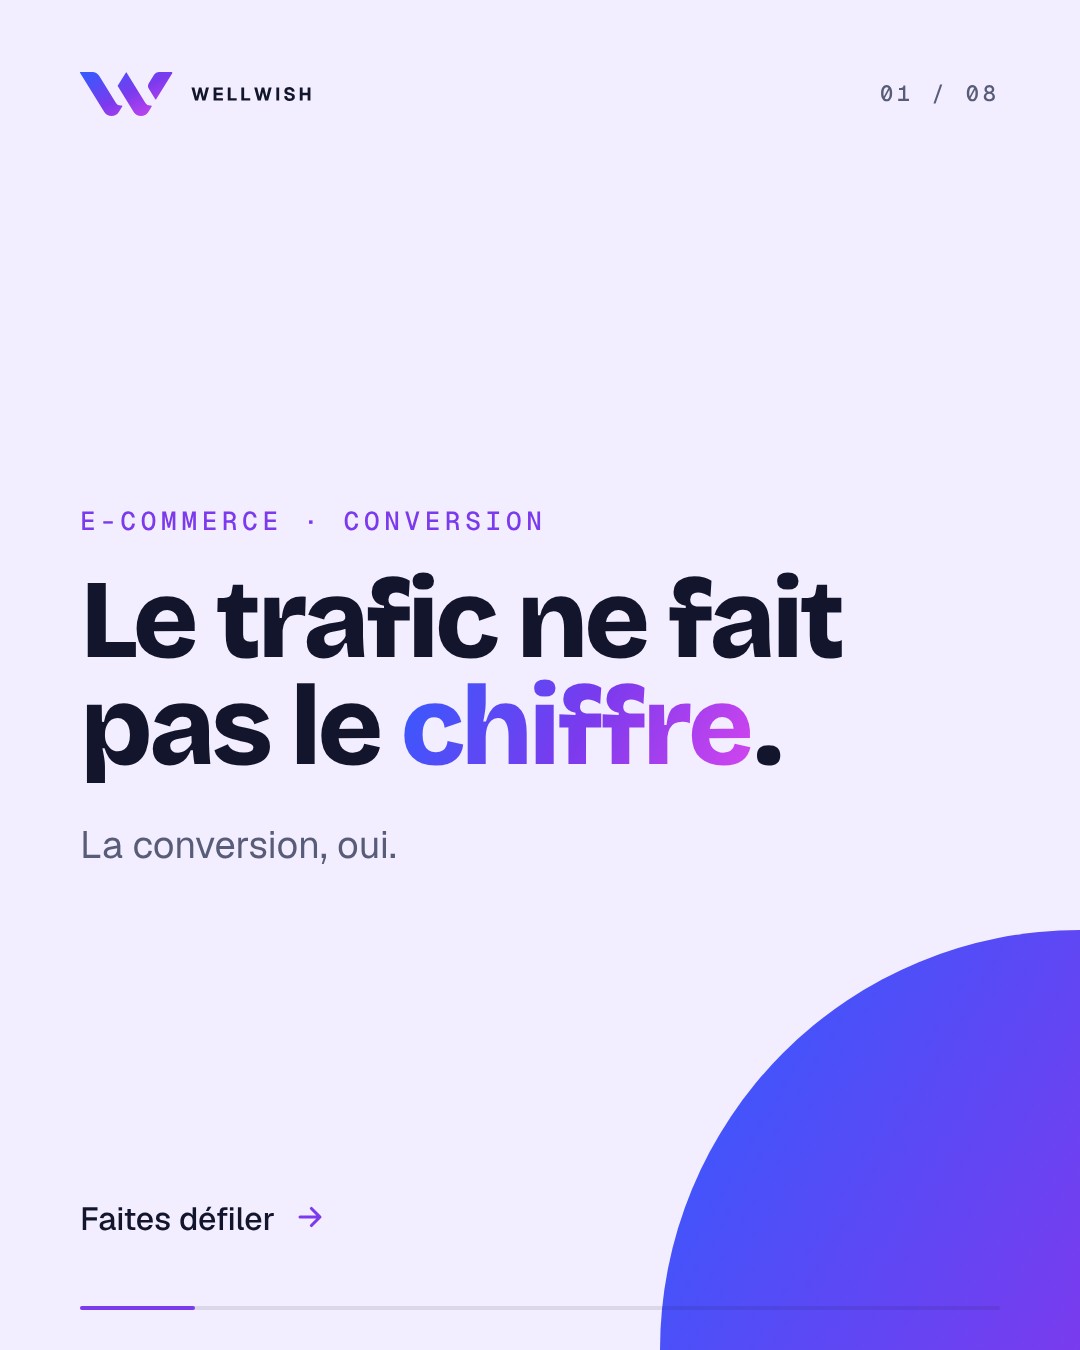 WELLWISH
01 / 08
E-COMMERCE · CONVERSION
Le trafic ne fait
pas le chiffre.
La conversion, oui.
Faites défiler →